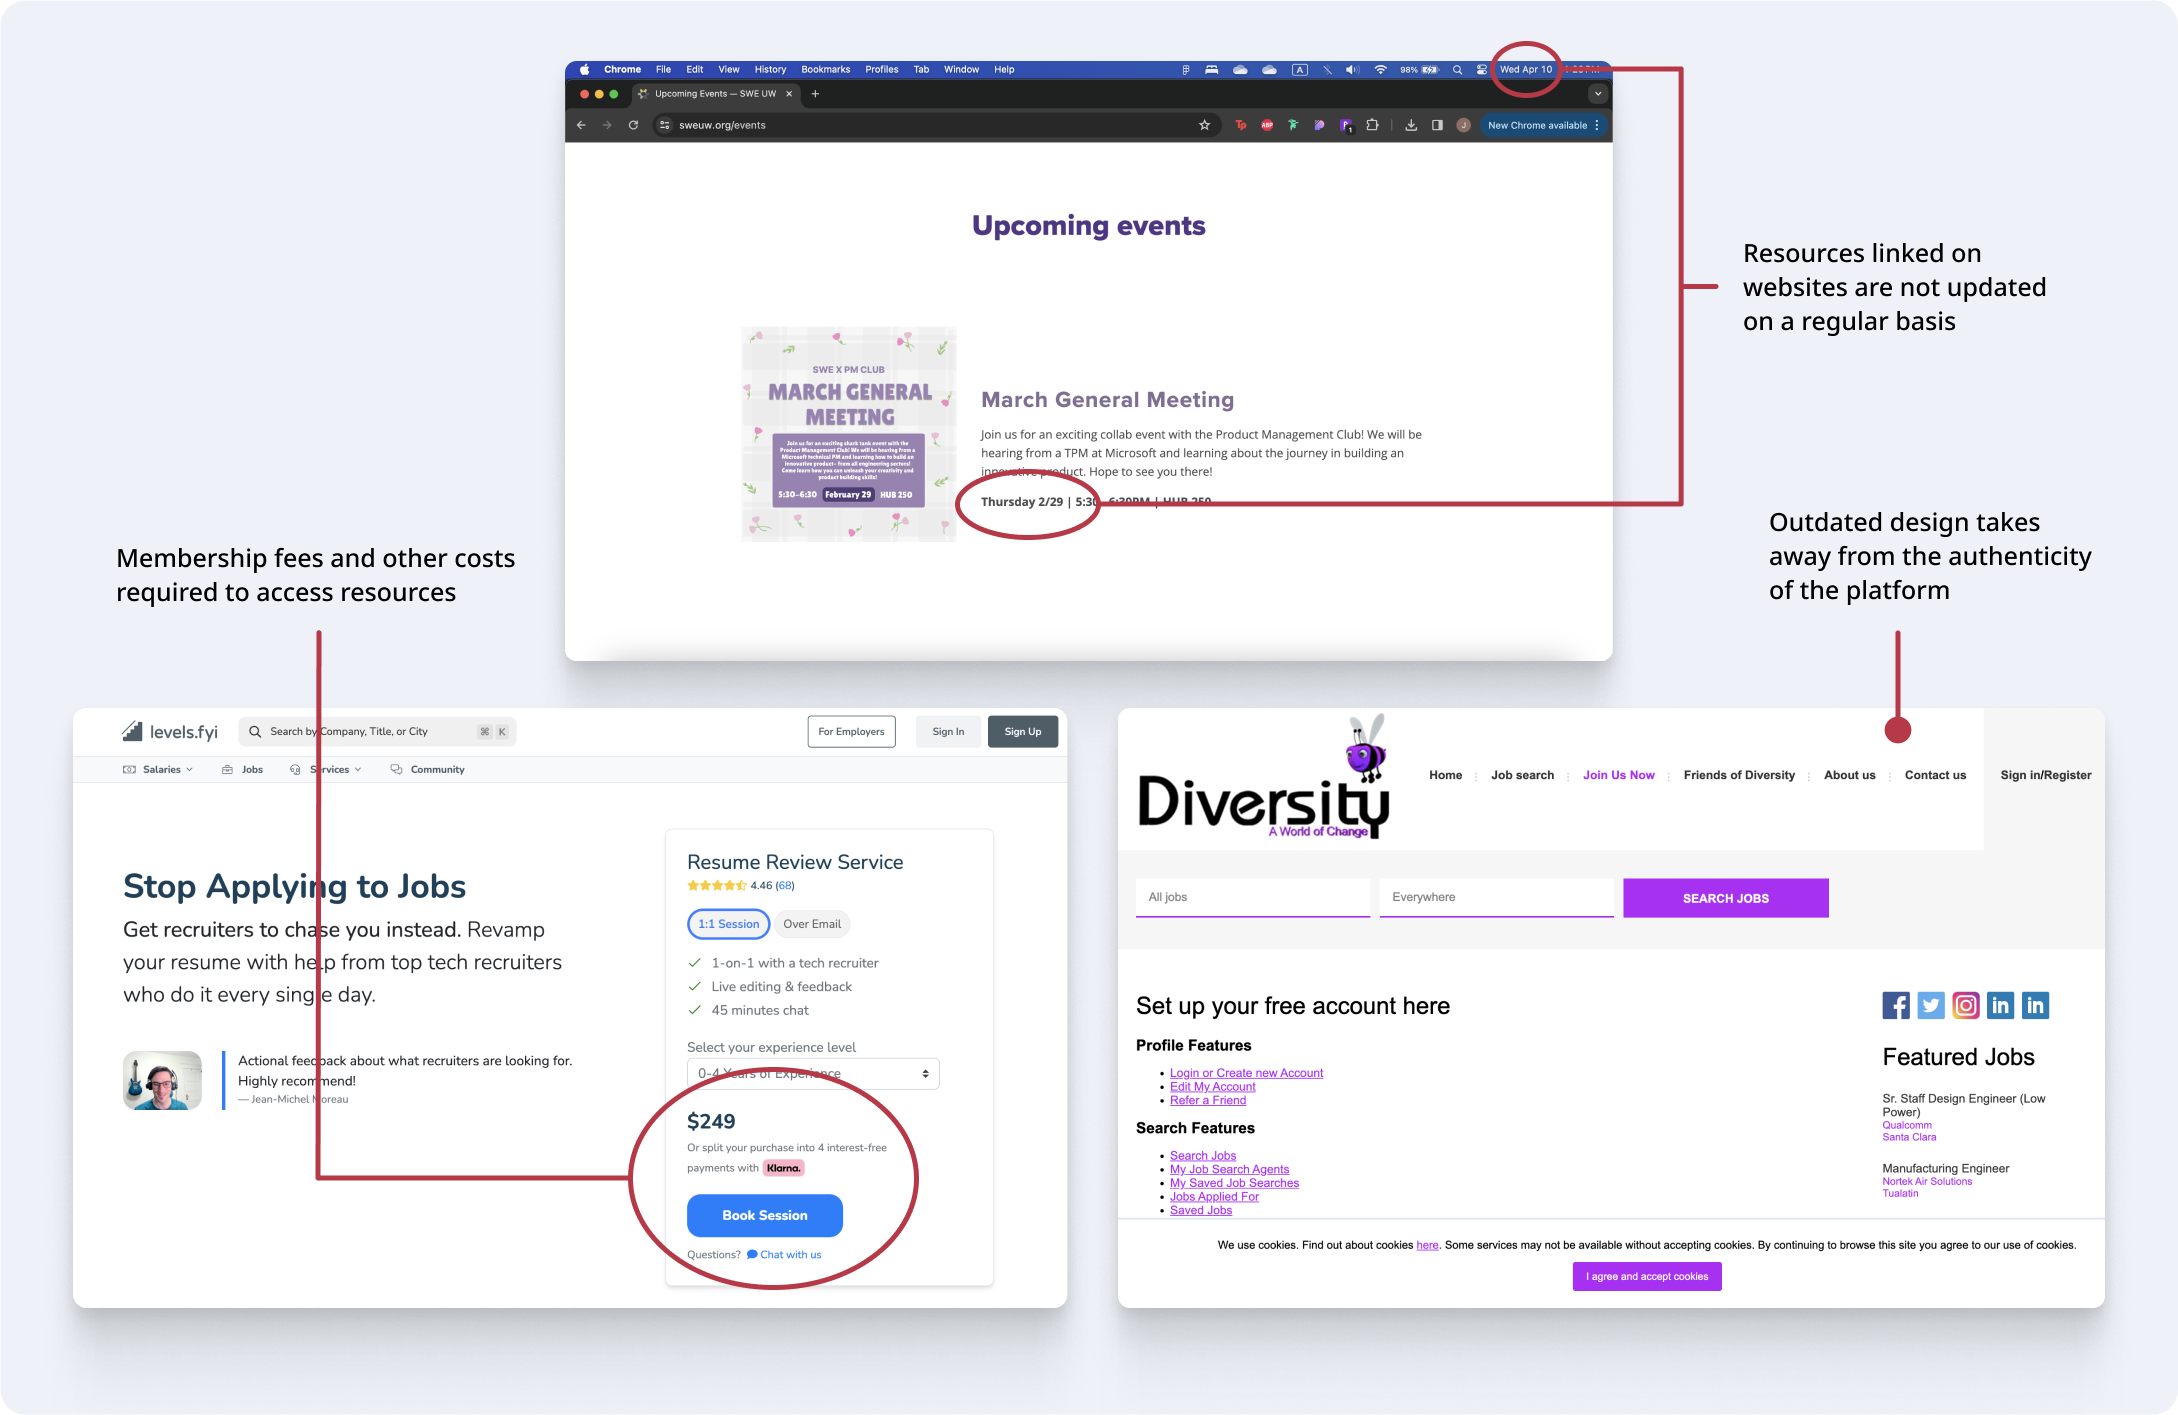 Chrome File Edit View History Bookmarks Profiles Tab Window Help
A 98% Wed Apr 10
Upcoming Events — SWE UW
sweuw.org/events
Tp ABP 1 J New Chrome available
Upcoming events
SWE X PM CLUB
MARCH GENERAL
MEETING
Join us for an exciting shark tank event with the
Product Management Club! We will be hearing from a
Microsoft technical PM and learning how to build an
innovative product- from all engineering sectors!
Come learn how you can unleash your creativity and
product building skills!
5:30-6:30 February 29 HUB 250
March General Meeting
Join us for an exciting collab event with the Product Management Club! We will be
hearing from a TPM at Microsoft and learning about the journey in building an
innovative product. Hope to see you there!
Thursday 2/29 | 5:30 - 6:30PM | HUB 250
Resources linked on
websites are not updated
on a regular basis
Membership fees and other costs
required to access resources
Outdated design takes
away from the authenticity
of the platform
levels.fyi
Search by Company, Title, or City ⌘ K
For Employers Sign In Sign Up
Salaries Jobs Services Community
Stop Applying to Jobs
Get recruiters to chase you instead. Revamp
your resume with help from top tech recruiters
who do it every single day.
Actional feedback about what recruiters are looking for.
Highly recommend!
— Jean-Michel Moreau
Resume Review Service
4.46 (68)
1:1 Session Over Email
1-on-1 with a tech recruiter
Live editing & feedback
45 minutes chat
Select your experience level
0-4 Years of Experience
$249
Or split your purchase into 4 interest-free
payments with Klarna.
Book Session
Questions? Chat with us
Diversity
A World of Change
Home Job search Join Us Now Friends of Diversity About us Contact us Sign in/Register
All jobs Everywhere SEARCH JOBS
Set up your free account here
Profile Features
• Login or Create new Account
• Edit My Account
• Refer a Friend
Search Features
• Search Jobs
• My Job Search Agents
• My Saved Job Searches
• Jobs Applied For
• Saved Jobs
f in in
Featured Jobs
Sr. Staff Design Engineer (Low
Power)
Qualcomm
Santa Clara
Manufacturing Engineer
Nortek Air Solutions
Tualatin
We use cookies. Find out about cookies here. Some services may not be available without accepting cookies. By continuing to browse this site you agree to our use of cookies.
I agree and accept cookies